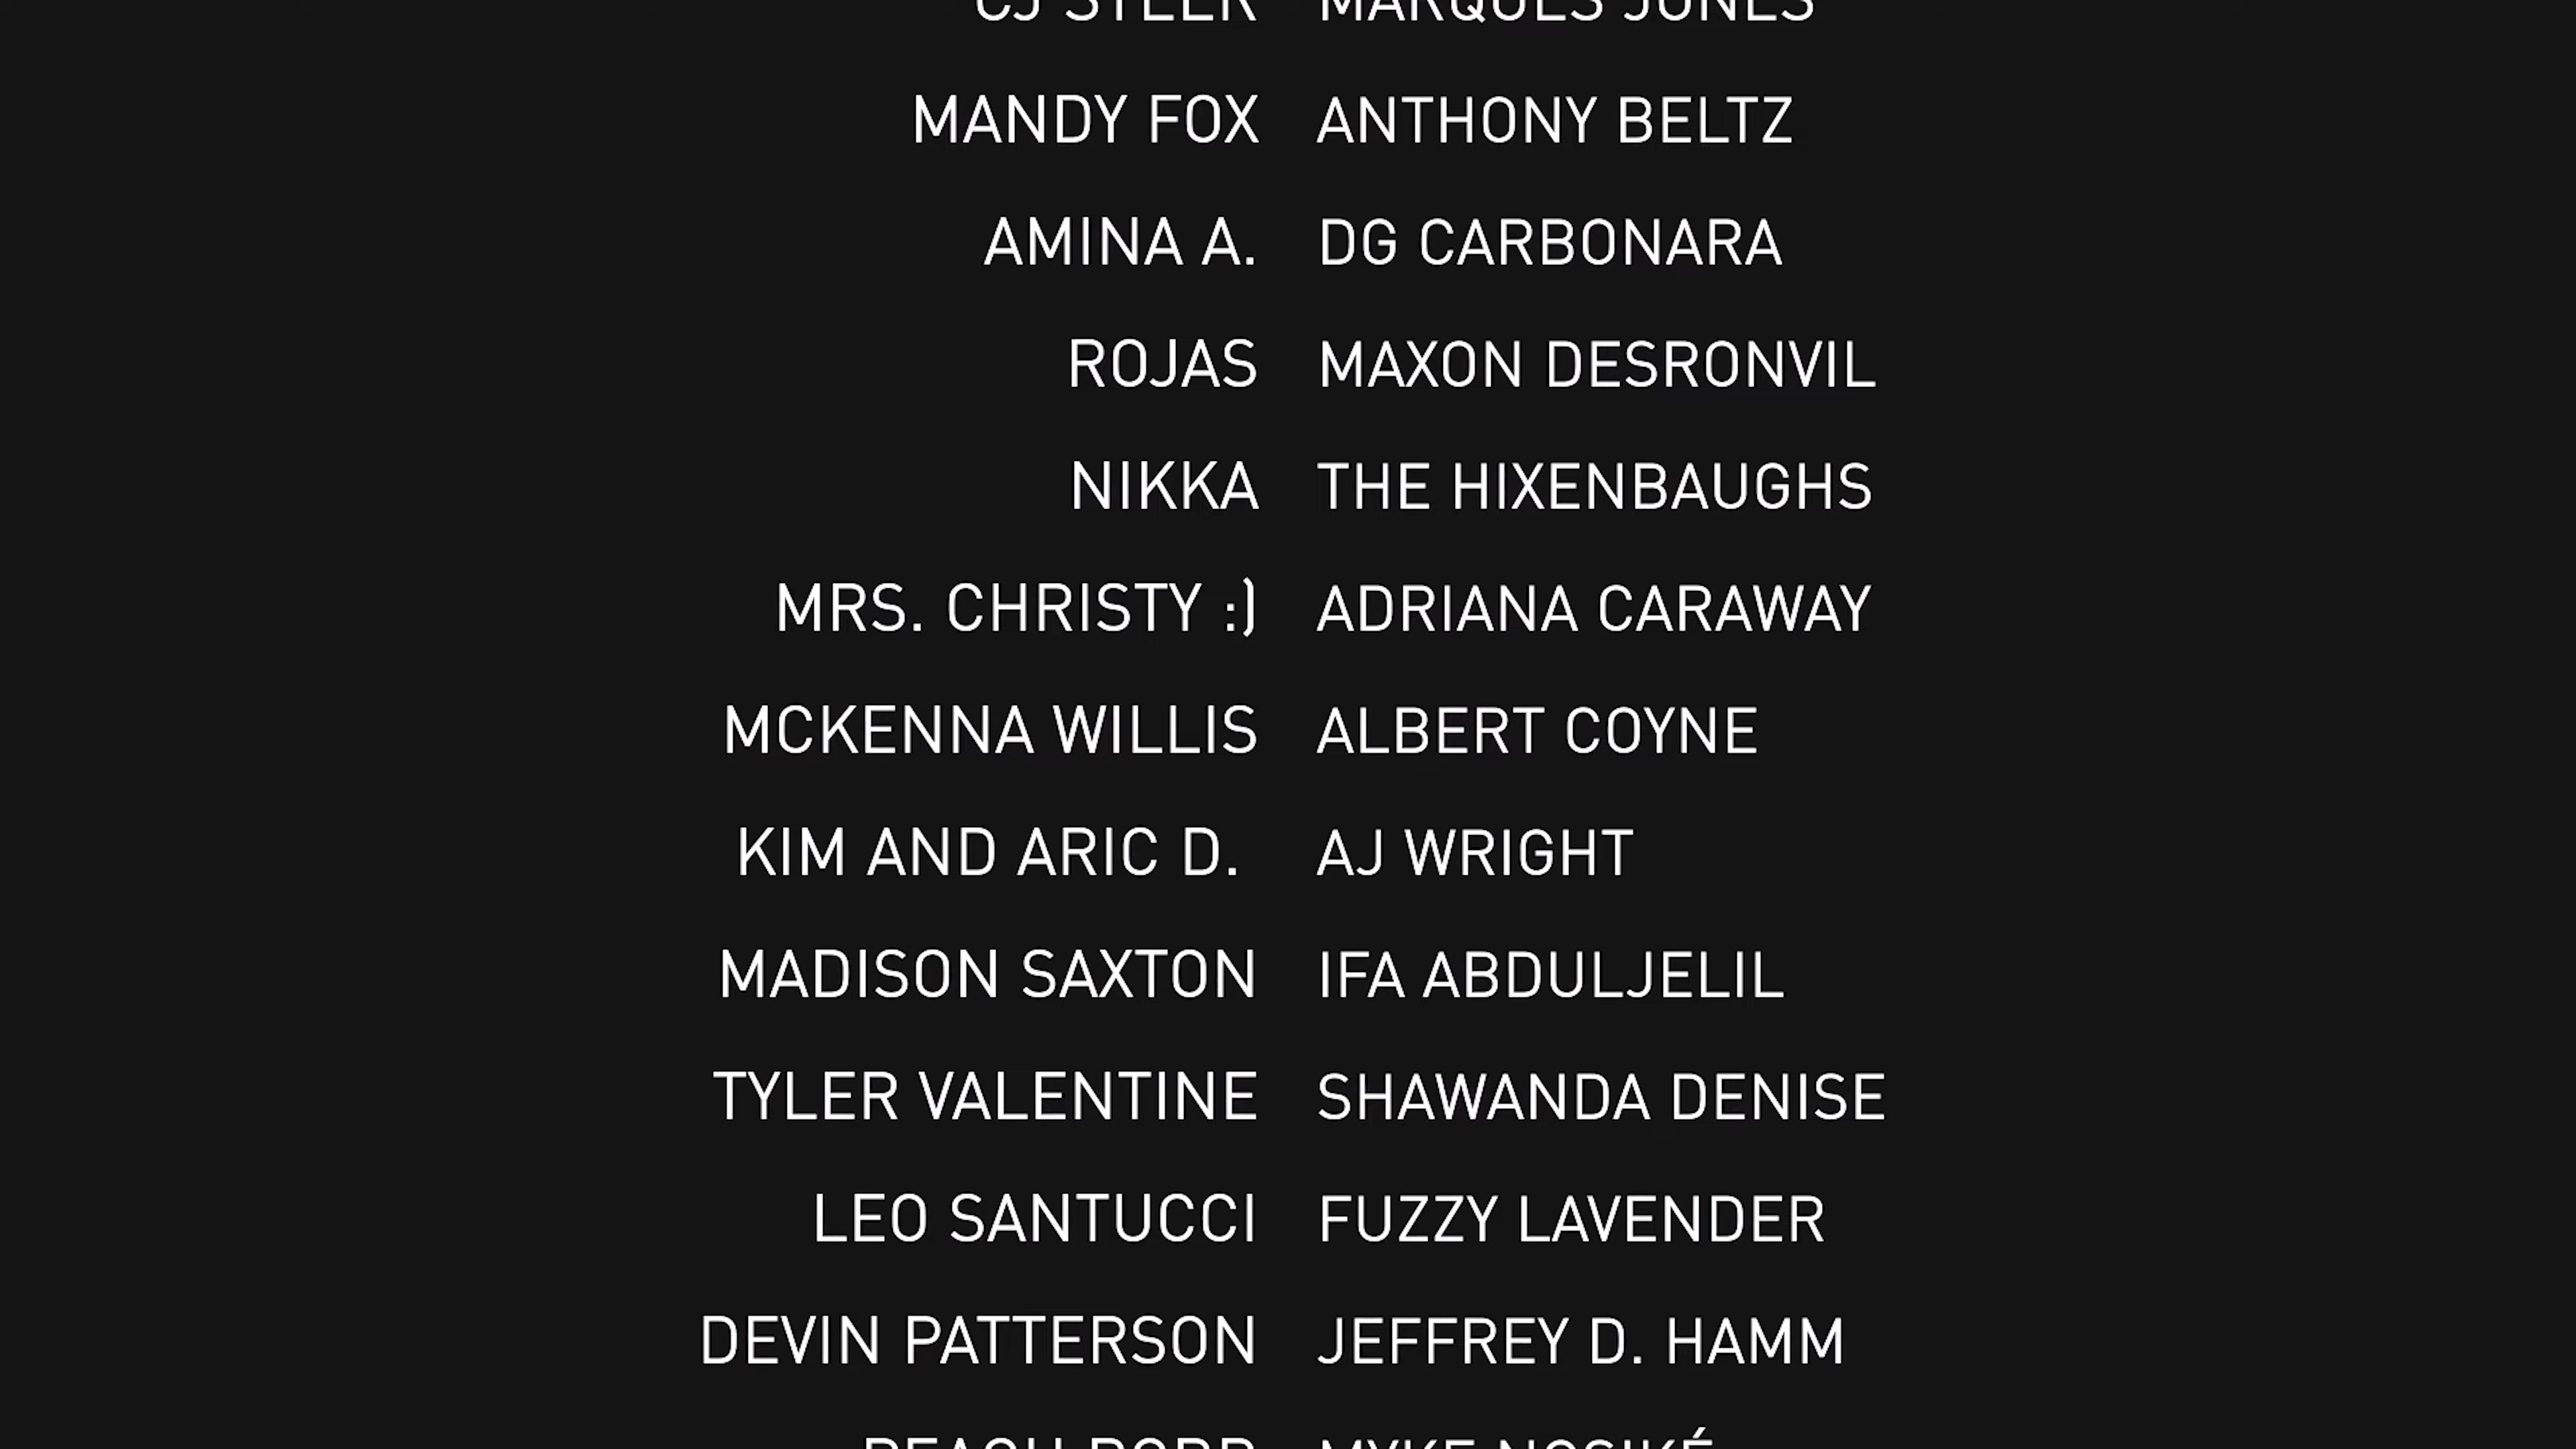 MARQUES JONES
MANDY FOX ANTHONY BELTZ
AMINA A. DG CARBONARA
ROJAS MAXON DESRONVIL
NIKKA THE HIXENBAUGHS
MRS. CHRISTY :) ADRIANA CARAWAY
MCKENNA WILLIS ALBERT COYNE
KIM AND ARIC D. AJ WRIGHT
MADISON SAXTON IFA ABDULJELIL
TYLER VALENTINE SHAWANDA DENISE
LEO SANTUCCI FUZZY LAVENDER
DEVIN PATTERSON JEFFREY D. HAMM